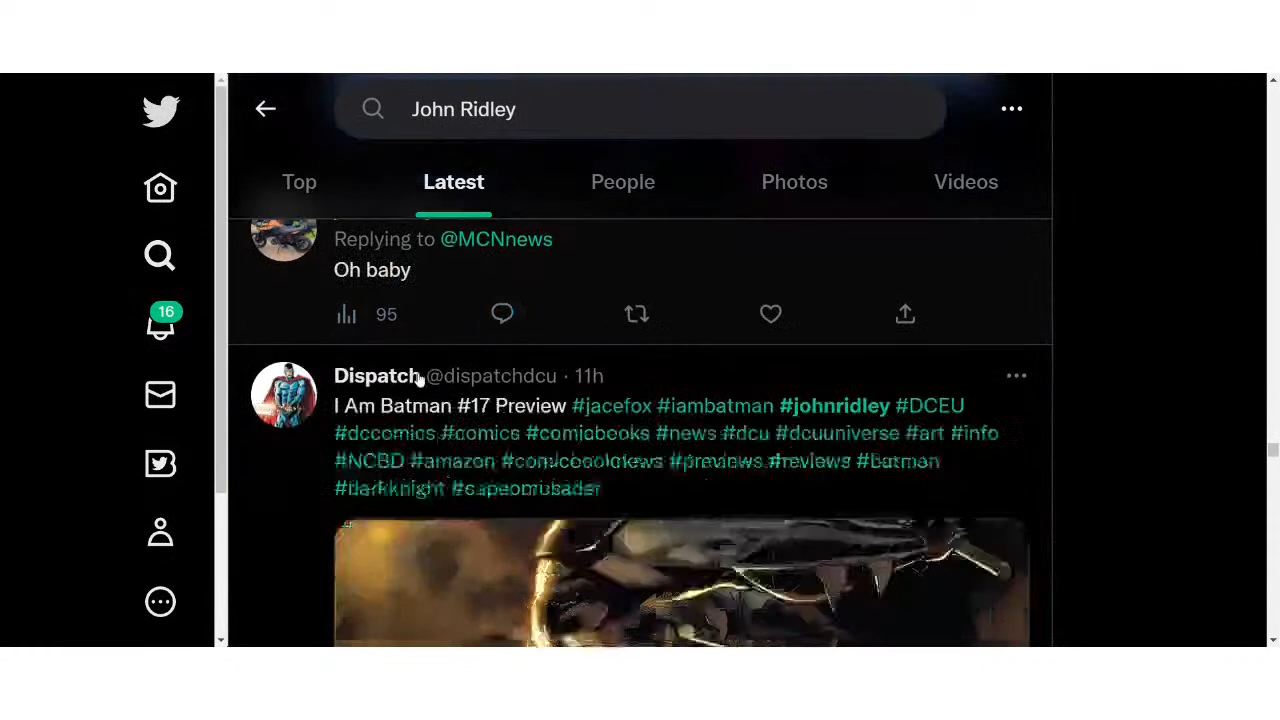 John Ridley
Top Latest People Photos Videos
Replying to @MCNnews
Oh baby
16
95
Dispatch @dispatchdcu · 11h
I Am Batman #17 Preview #jacefox #iambatman #johnridley #DCEU
#dccomics #comics #comicbooks #news #dcu #dcuuniverse #art #info
#NCBD #amazon #previews #reviews #Batman
#darkknight